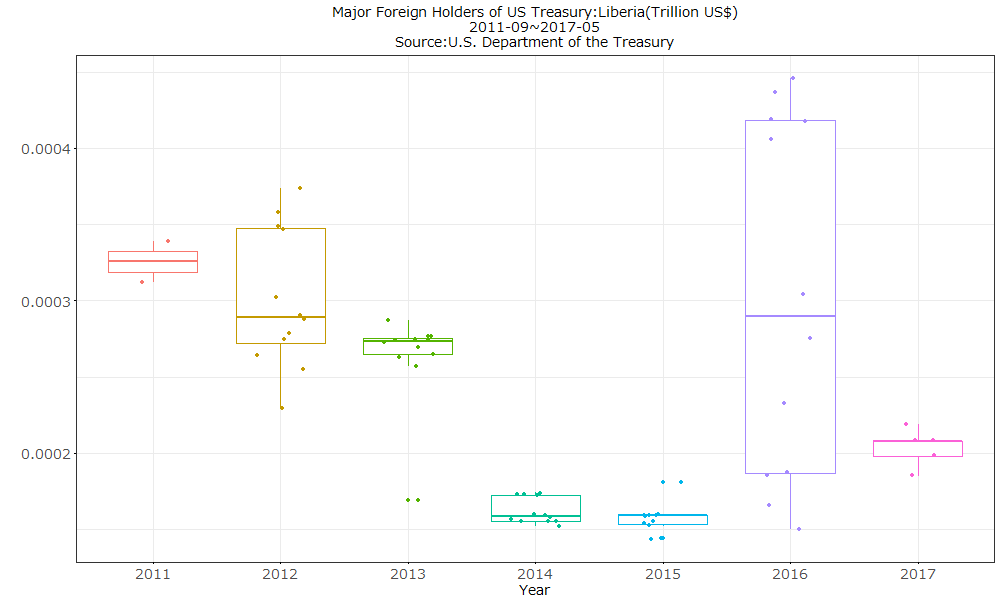 Major Foreign Holders of US Treasury:Liberia(Trillion US$)
2011-09~2017-05
Source:U.S. Department of the Treasury
0.0004
0.0003
0.0002
2011 2012 2013 2014 2015 2016 2017
Year